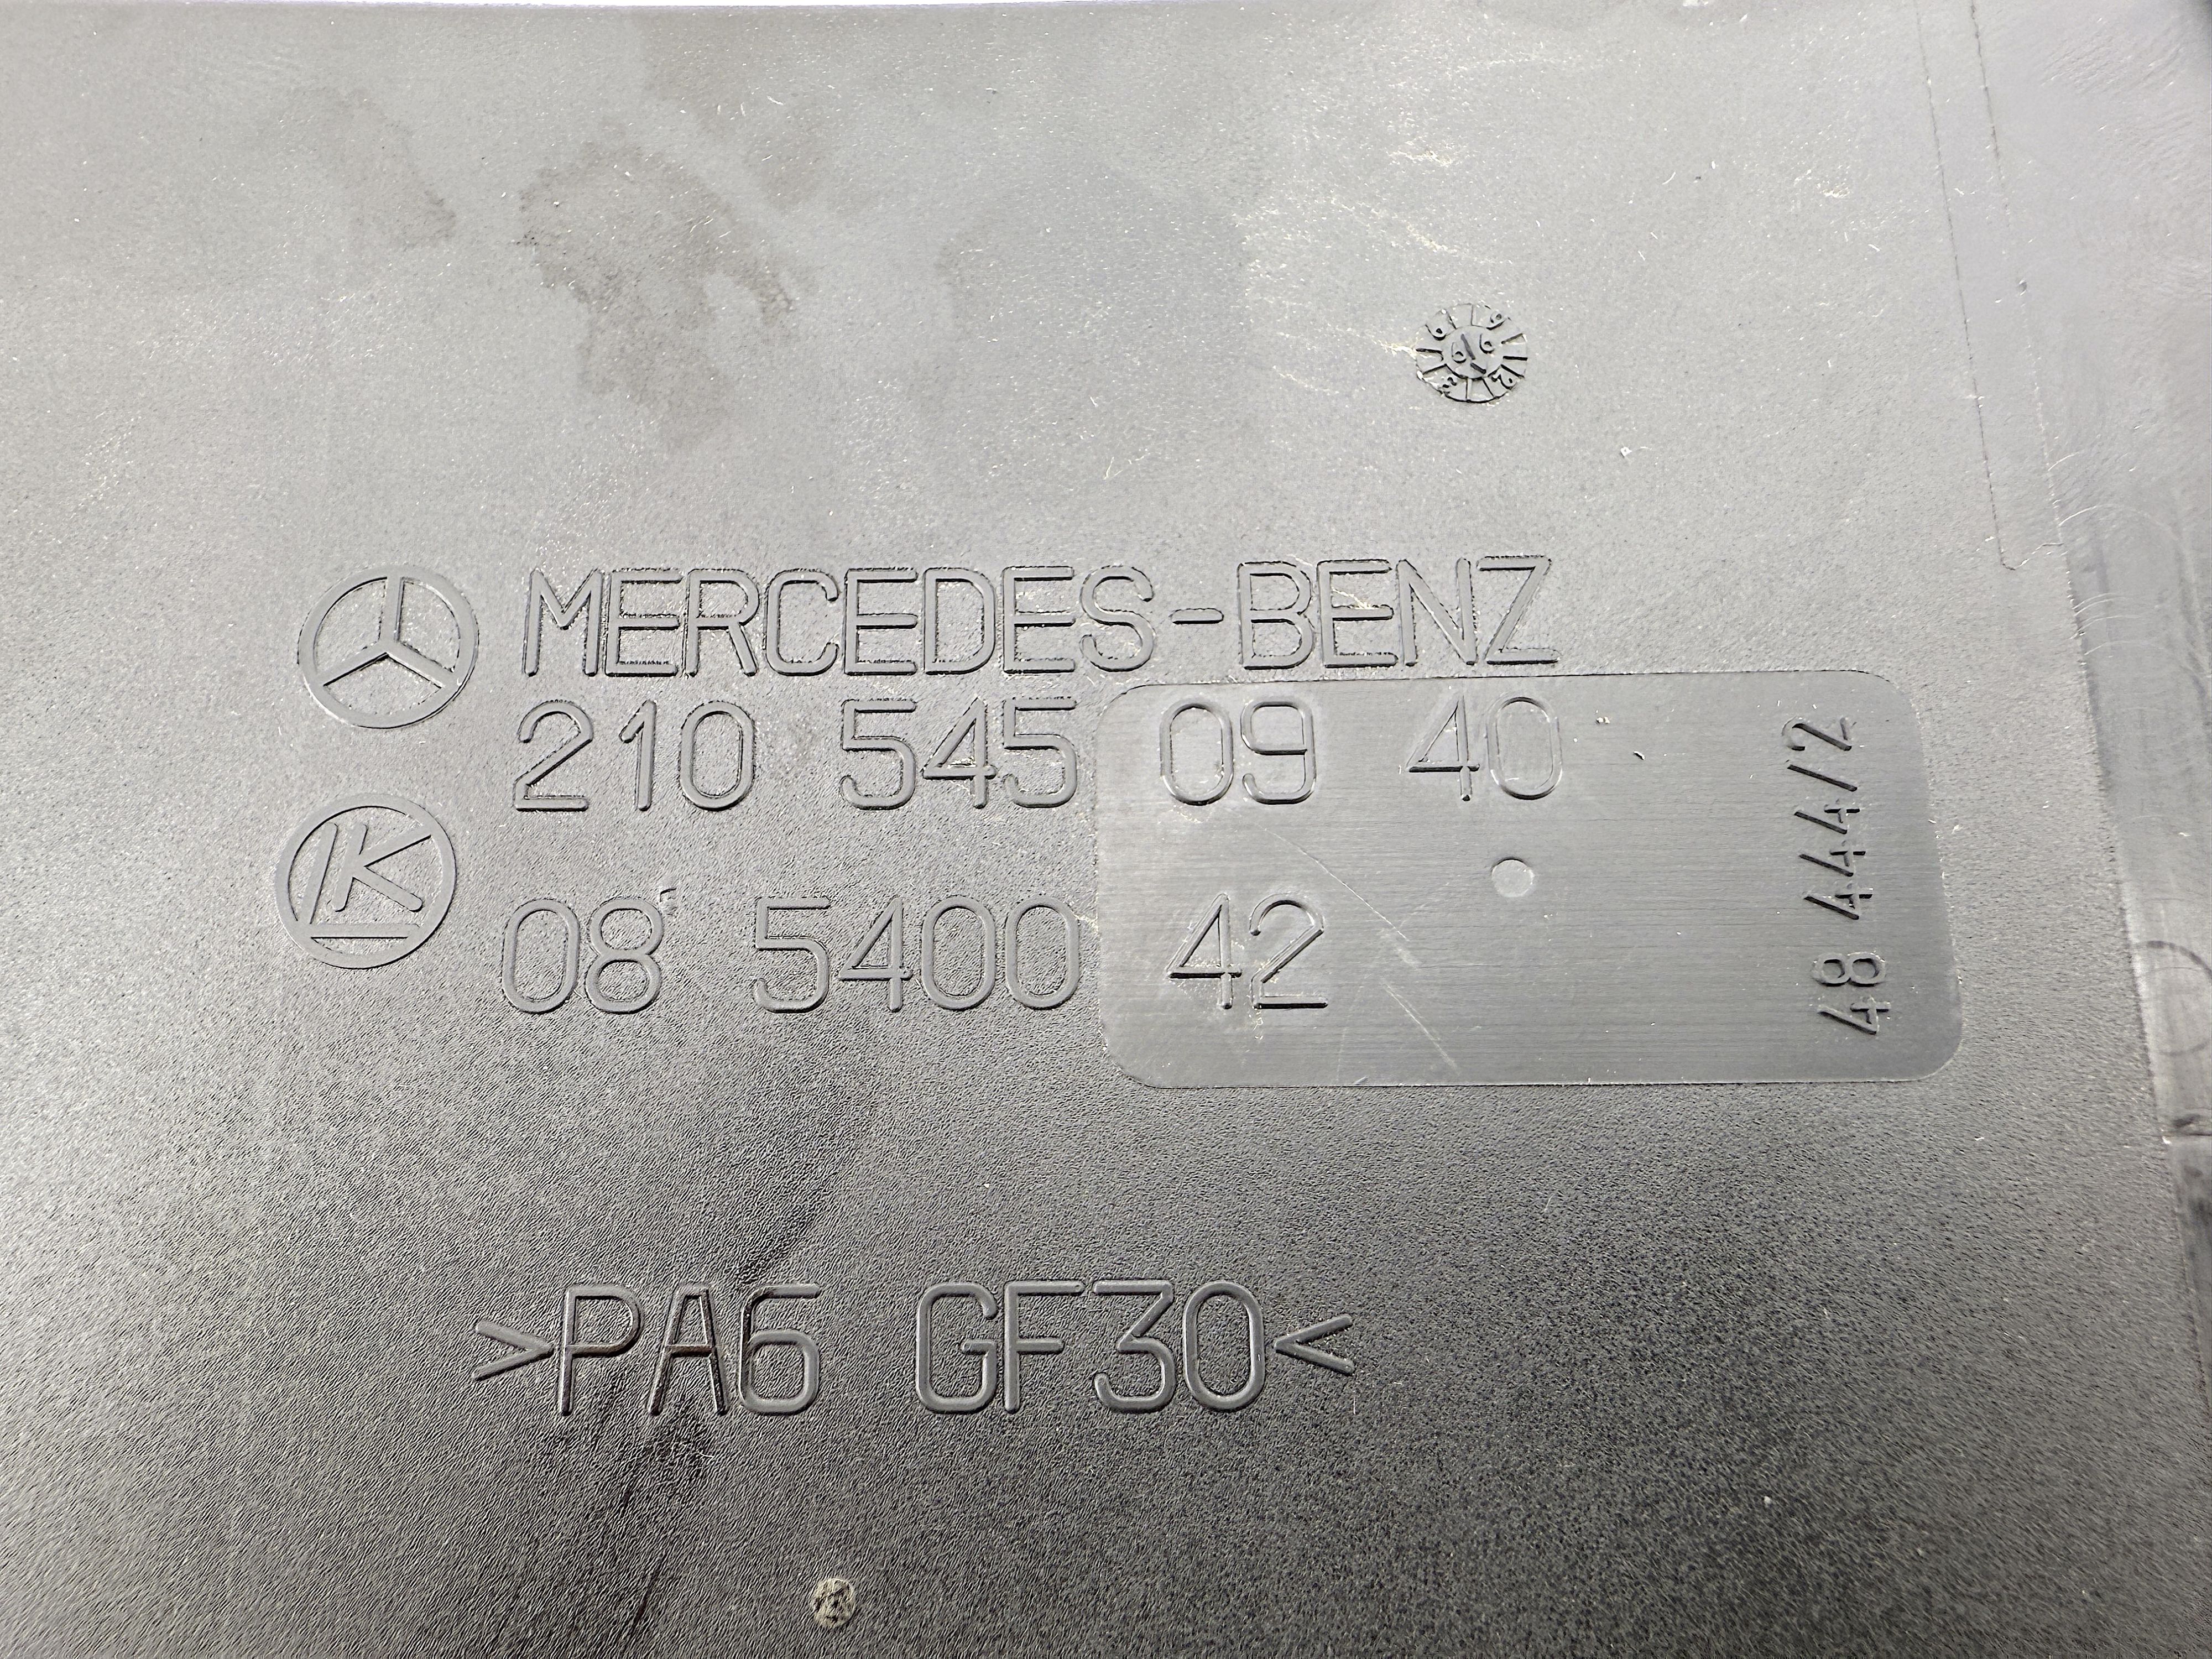 MERCEDES-BENZ
210 545 09 40
K
08 5400 42
48 444/2
>PA6 GF30<